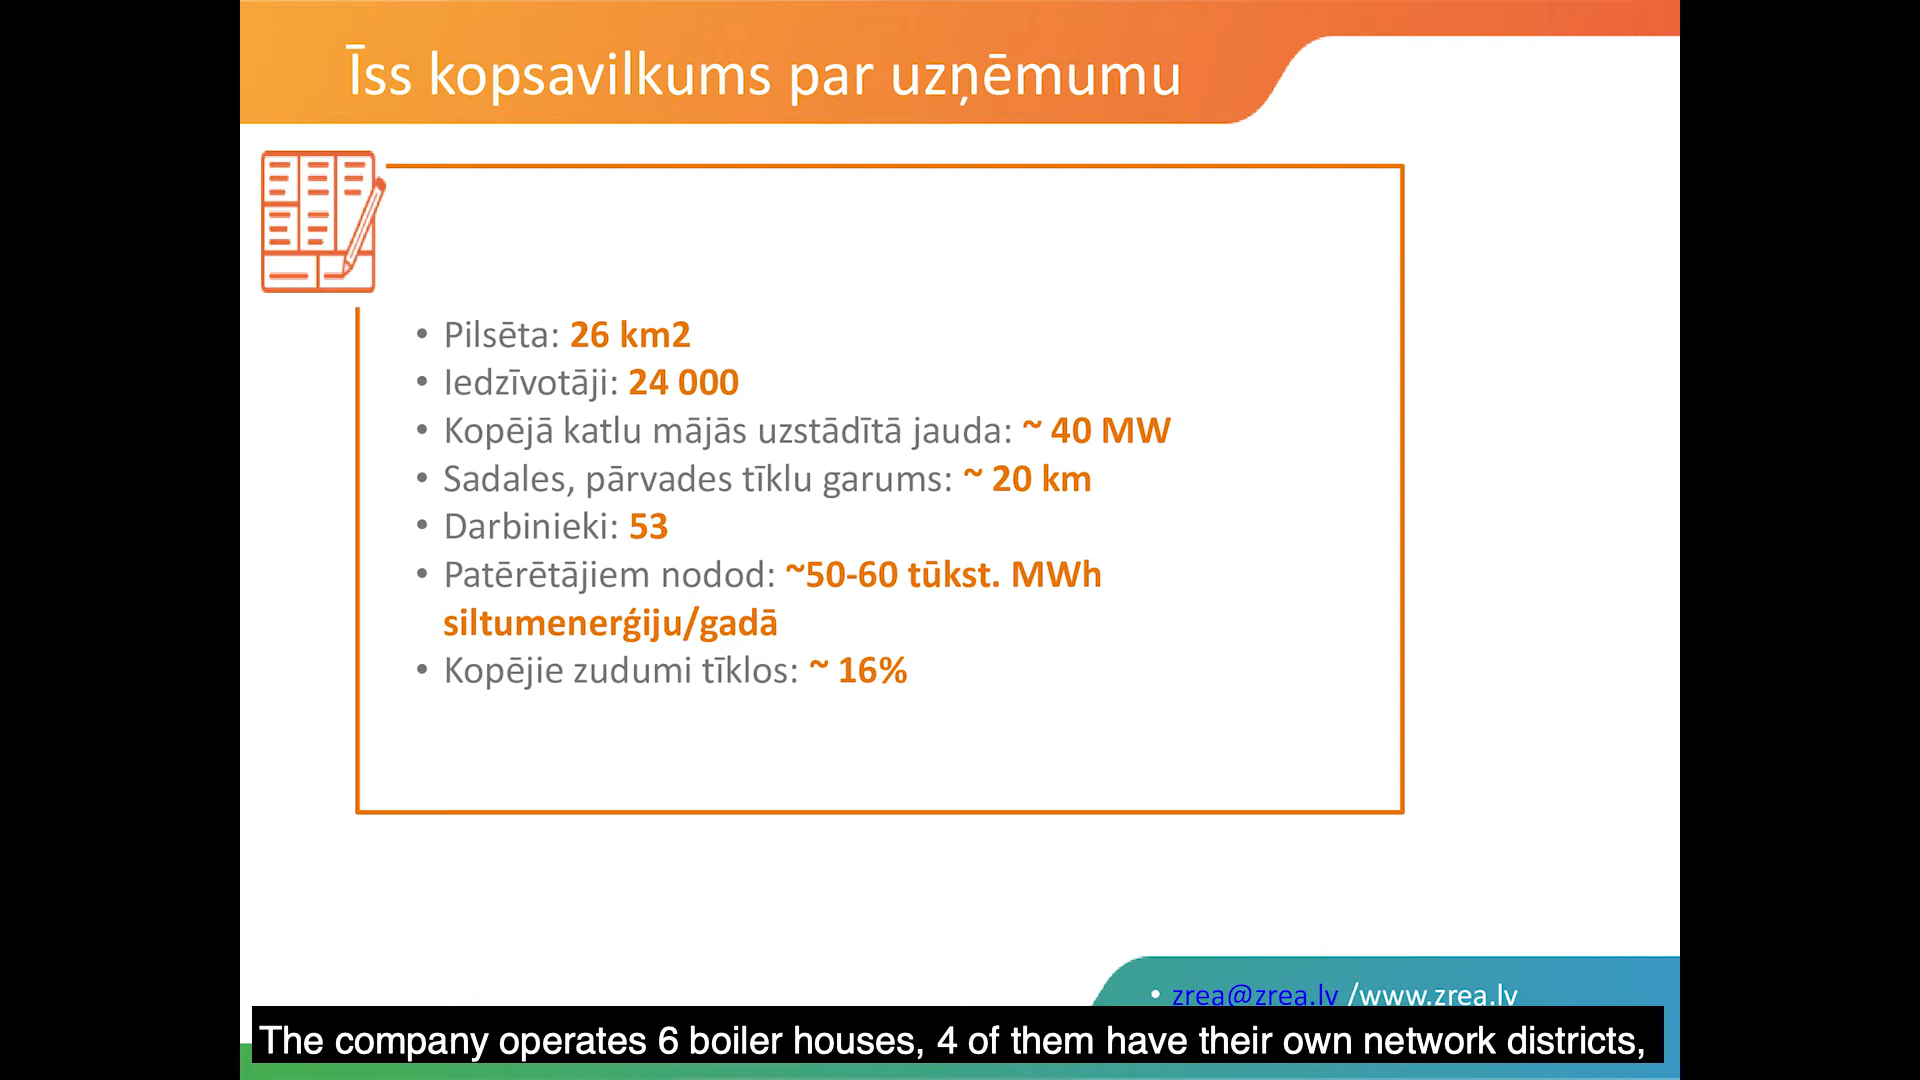 Īss kopsavilkums par uzņēmumu
• Pilsēta: 26 km2
• Iedzīvotāji: 24 000
• Kopējā katlu mājās uzstādītā jauda: ~ 40 MW
• Sadales, pārvades tīklu garums: ~ 20 km
• Darbinieki: 53
• Patērētājiem nodod: ~50-60 tūkst. MWh
siltumenerģiju/gadā
• Kopējie zudumi tīklos: ~ 16%
• zrea@zrea.lv /www.zrea.lv
The company operates 6 boiler houses, 4 of them have their own network districts,